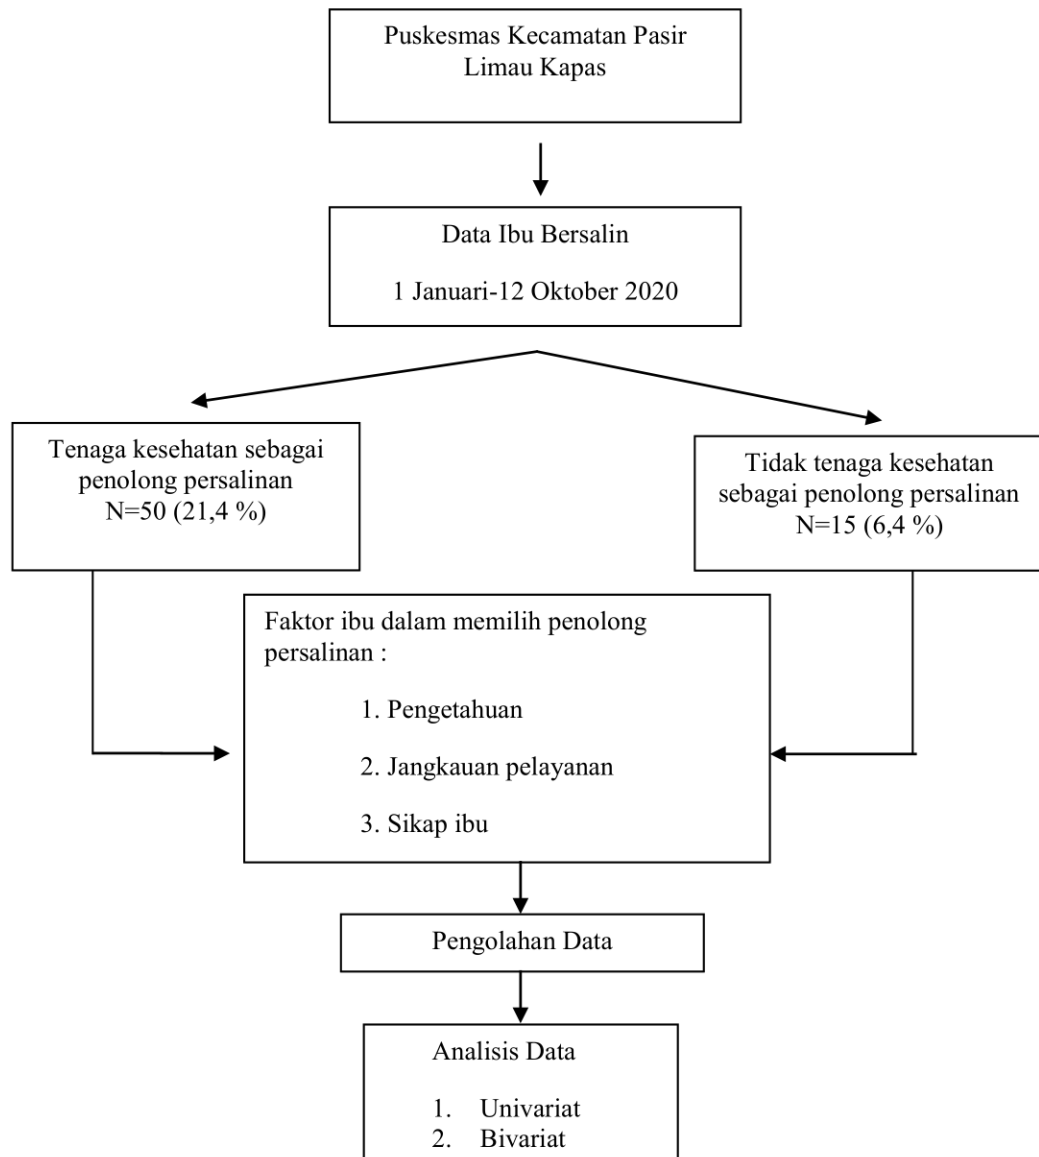 Puskesmas Kecamatan Pasir
Limau Kapas
Data Ibu Bersalin
1 Januari-12 Oktober 2020
Tenaga kesehatan sebagai
penolong persalinan
N=50 (21,4 %)
Tidak tenaga kesehatan
sebagai penolong persalinan
N=15 (6,4 %)
Faktor ibu dalam memilih penolong
persalinan :
1. Pengetahuan
2. Jangkauan pelayanan
3. Sikap ibu
Pengolahan Data
Analisis Data
1. Univariat
2. Bivariat